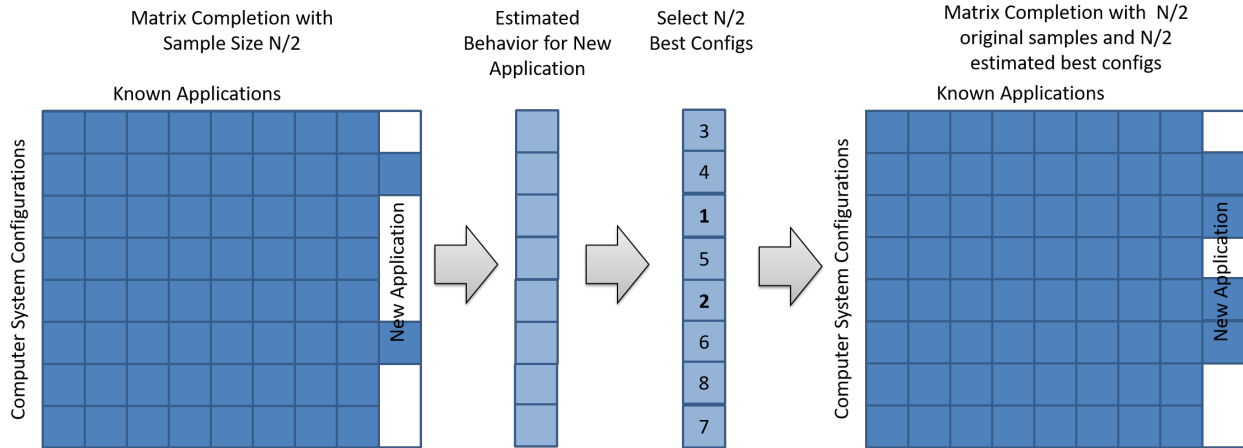 Matrix Completion with
Sample Size N/2
Estimated
Behavior for New
Application
Select N/2
Best Configs
Matrix Completion with N/2
original samples and N/2
estimated best configs
Known Applications
Known Applications
Computer System Configurations
New Application
3
4
1
5
2
6
8
7
Computer System Configurations
New Application